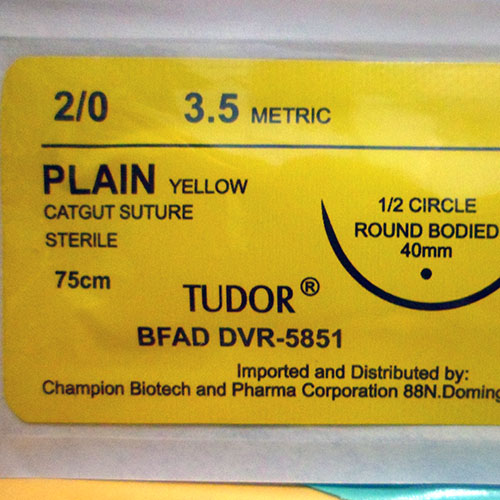 2/0 3.5 METRIC
PLAIN YELLOW
CATGUT SUTURE
STERILE
75cm
1/2 CIRCLE
ROUND BODIED
40mm
TUDOR®
BFAD DVR-5851
Imported and Distributed by:
Champion Biotech and Pharma Corporation 88N.Doming